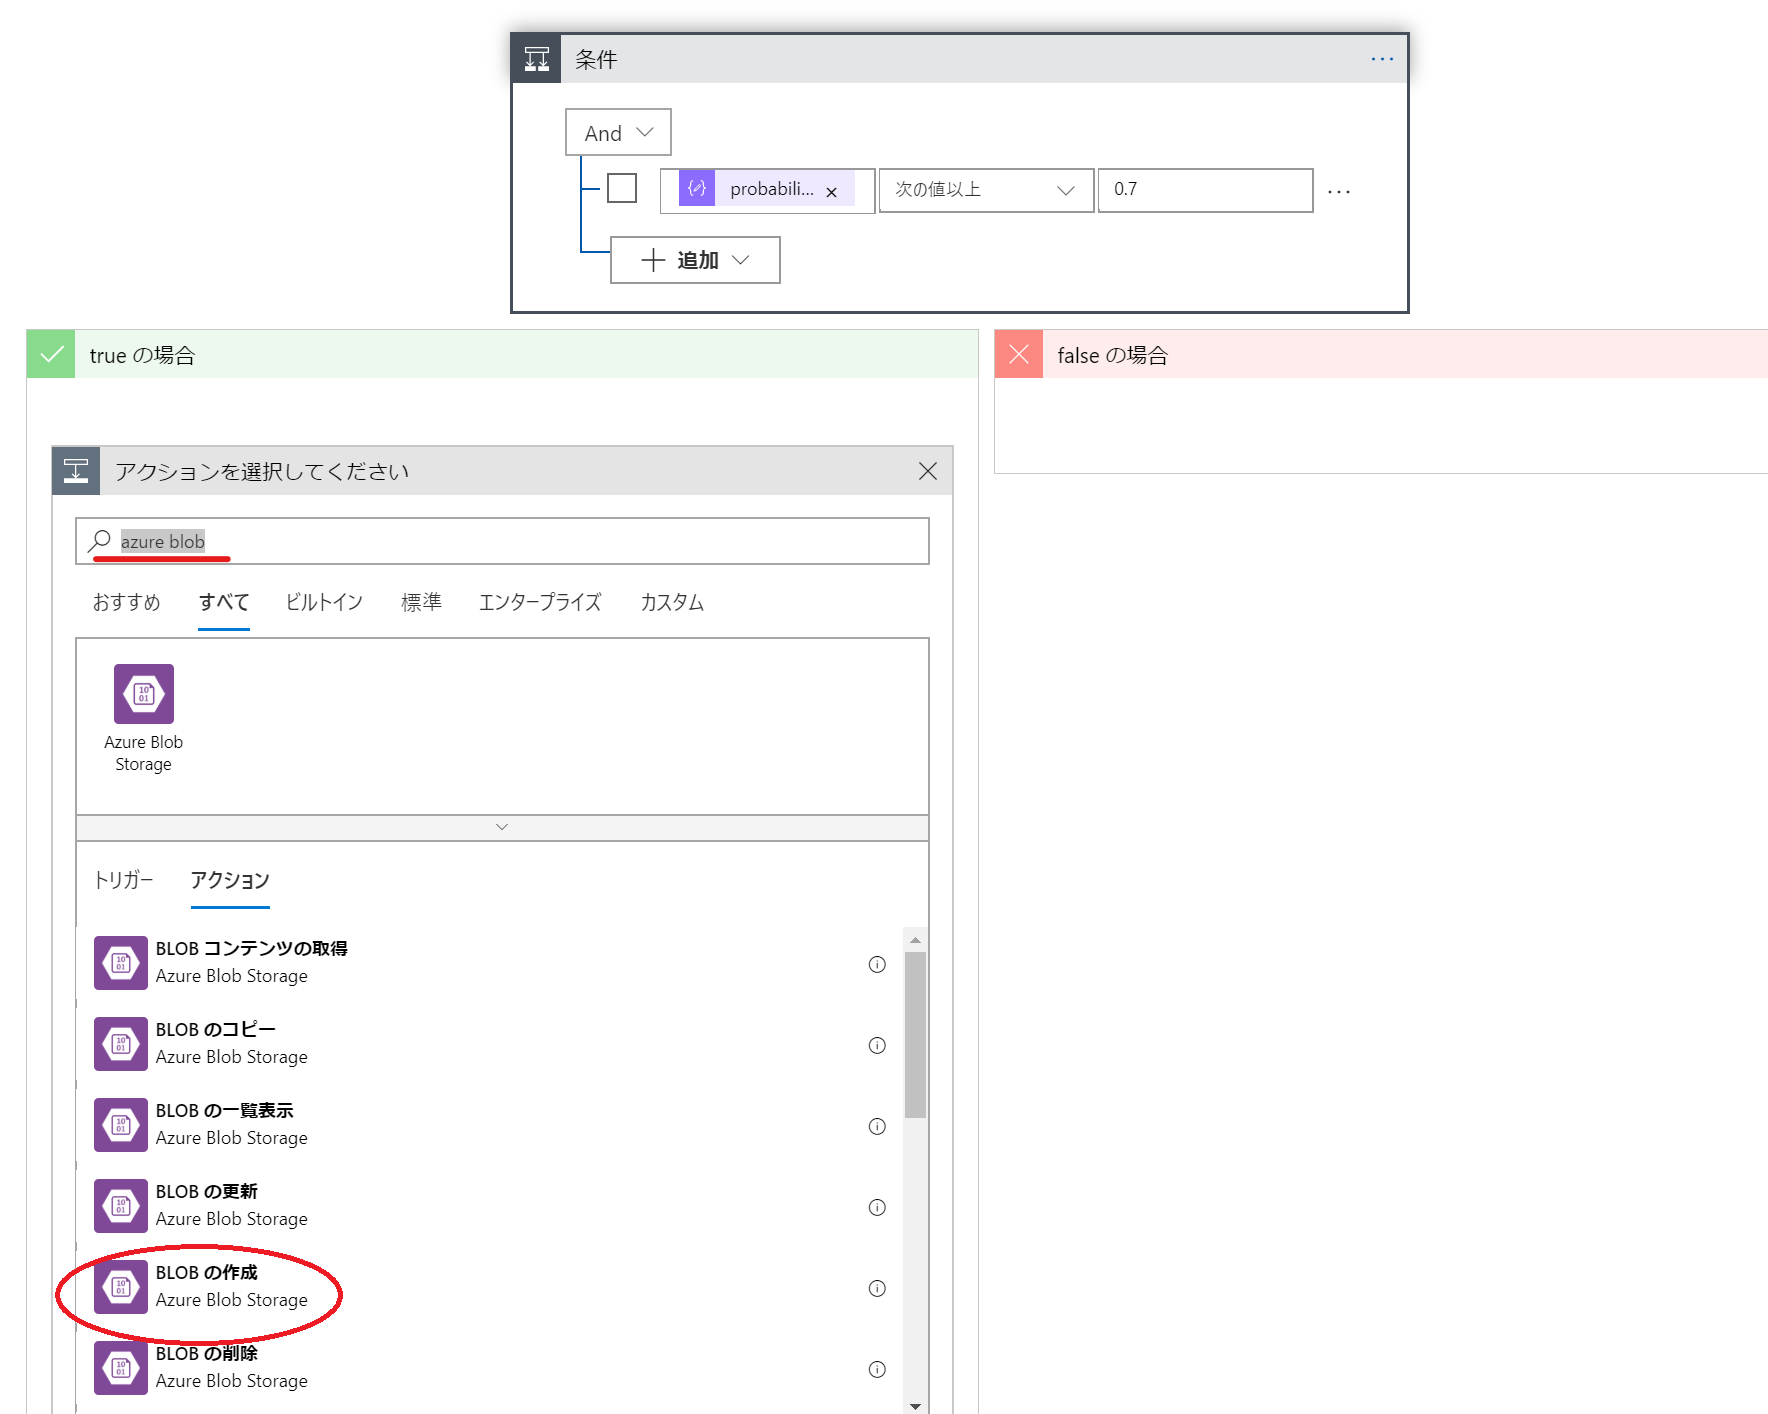 条件
...
And
probabili... ×
次の値以上
0.7
...
追加
true の場合
false の場合
アクションを選択してください
azure blob
おすすめ
すべて
ビルトイン
標準
エンタープライズ
カスタム
Azure Blob
Storage
トリガー
アクション
BLOB コンテンツの取得
Azure Blob Storage
BLOB のコピー
Azure Blob Storage
BLOB の一覧表示
Azure Blob Storage
BLOB の更新
Azure Blob Storage
BLOB の作成
Azure Blob Storage
BLOB の削除
Azure Blob Storage